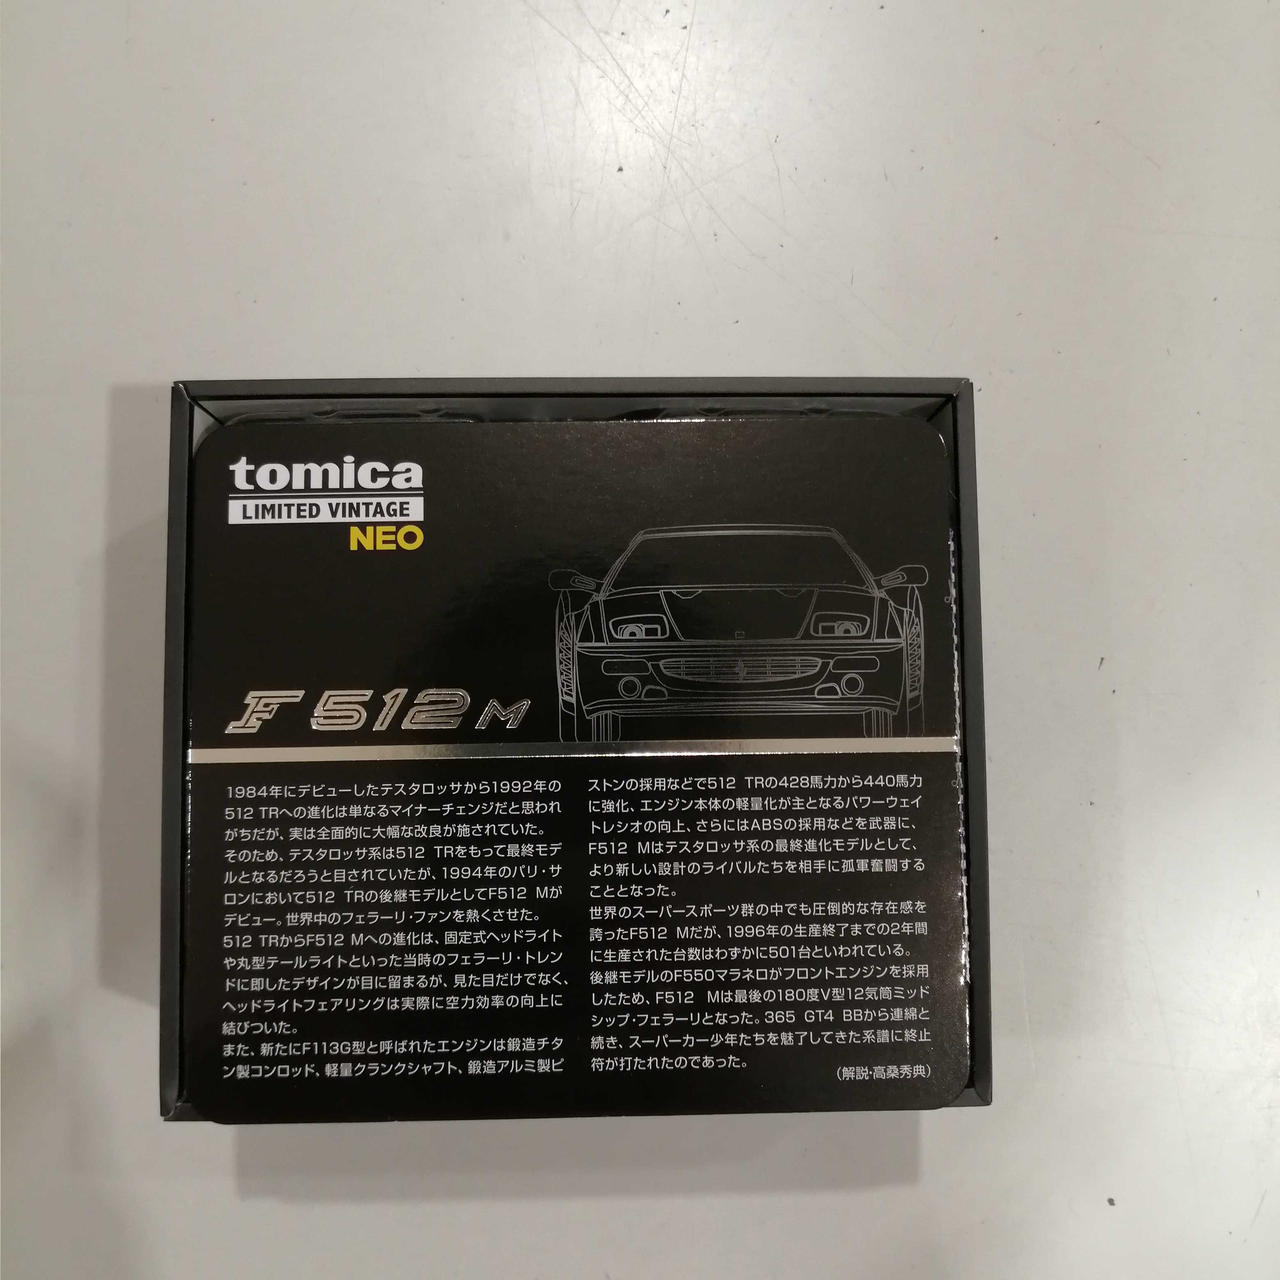 tomica
LIMITED VINTAGE
NEO
F512M
1984年にデビューしたテスタロッサから1992年の
512 TRへの進化は単なるマイナーチェンジだと思われ
がちだが、実は全面的に大幅な改良が施されていた。
そのため、テスタロッサ系は512 TRをもって最終モデ
ルとなるだろうと目されていたが、1994年のパリ・サ
ロンにおいて512 TRの後継モデルとしてF512 Mが
デビュー。世界中のフェラーリ・ファンを熱くさせた。
512 TRからF512 Mへの進化は、固定式ヘッドライト
や丸型テールライトといった当時のフェラーリ・トレン
ドに即したデザインが目に留まるが、見た目だけでなく、
ヘッドライトフェアリングは実際に空力効率の向上に
結びついた。
また、新たにF113G型と呼ばれたエンジンは鍛造チタ
ン製コンロッド、軽量クランクシャフト、鍛造アルミ製ピ
ストンの採用などで512 TRの428馬力から440馬力
に強化、エンジン本体の軽量化が主となるパワーウェイ
トレシオの向上、さらにはABSの採用などを武器に、
F512 Mはテスタロッサ系の最終進化モデルとして、
より新しい設計のライバルたちを相手に孤軍奮闘する
こととなった。
世界のスーパースポーツ群の中でも圧倒的な存在感を
誇ったF512 Mだが、1996年の生産終了までの2年間
に生産された台数はわずかに501台といわれている。
後継モデルのF550マラネロがフロントエンジンを採用
したため、F512 Mは最後の180度V型12気筒ミッド
シップ・フェラーリとなった。365 GT4 BBから連綿と
続き、スーパーカー少年たちを魅了してきた系譜に終止
符が打たれたのであった。
（解説・高桑秀典）